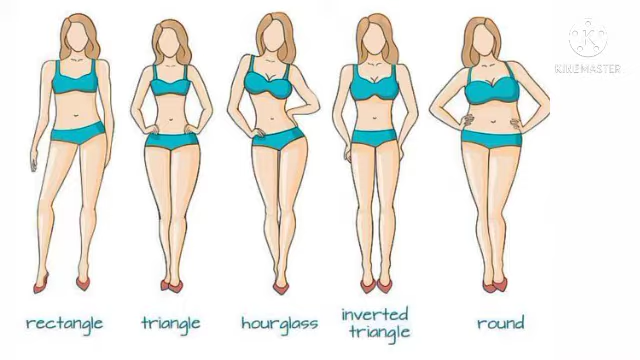 KINEMASTER
rectangle
triangle
hourglass
inverted
triangle
round